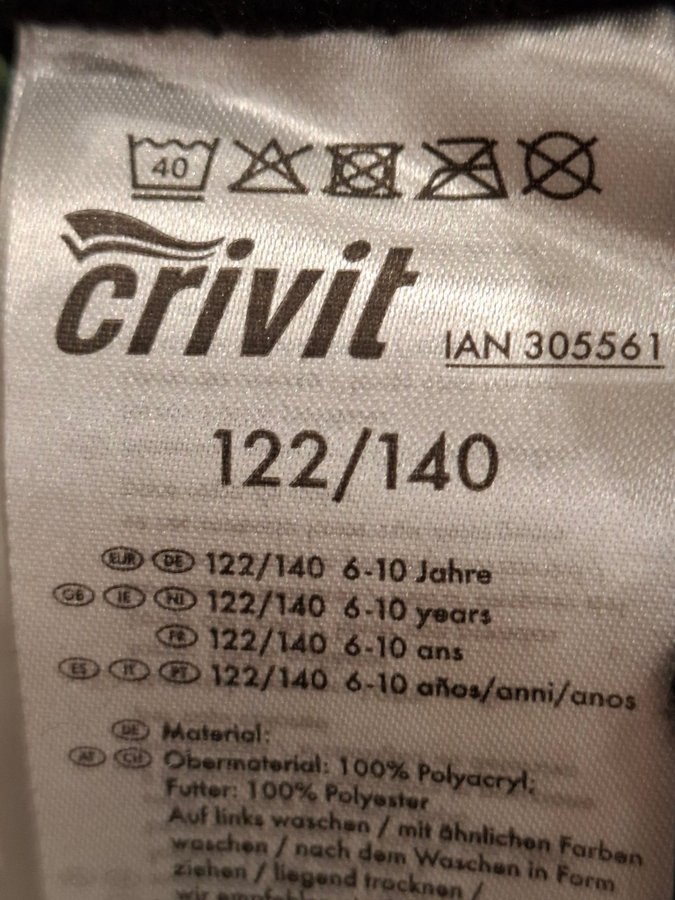 40
crivit
IAN 305561
122/140
EUR DE 122/140 6-10 Jahre
GB IE NI 122/140 6-10 years
FR 122/140 6-10 ans
ES IT PT 122/140 6-10 años/anni/anos
DE Material:
AT CH Obermaterial: 100% Polyacryl;
Futter: 100% Polyester
Auf links waschen / mit ähnlichen Farben
waschen / nach dem Waschen in Form
ziehen / liegend trocknen /
wir